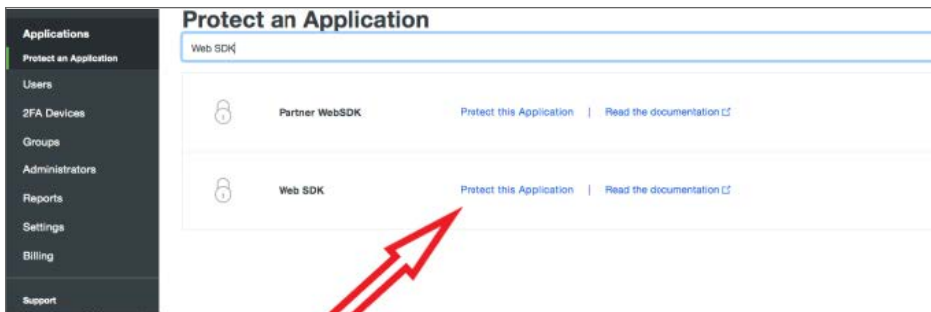 Applications
Protect an Application
Users
2FA Devices
Groups
Administrators
Reports
Settings
Billing
Support
Protect an Application
Web SDK
Partner WebSDK Protect this Application | Read the documentation
Web SDK Protect this Application | Read the documentation